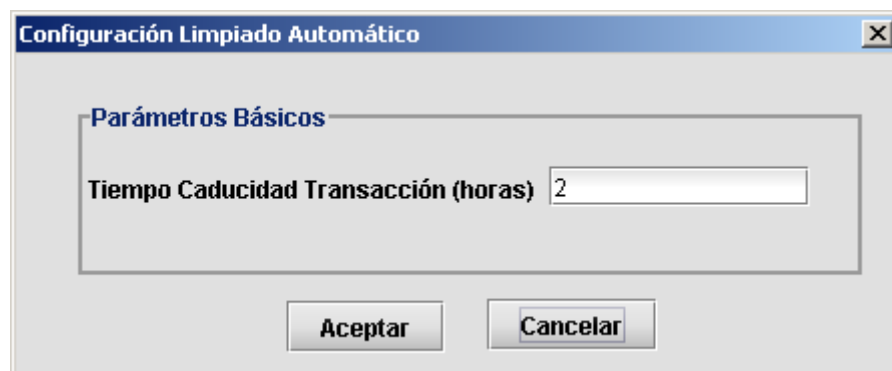 Configuración Limpiado Automático
Parámetros Básicos
Tiempo Caducidad Transacción (horas) 2
Aceptar Cancelar